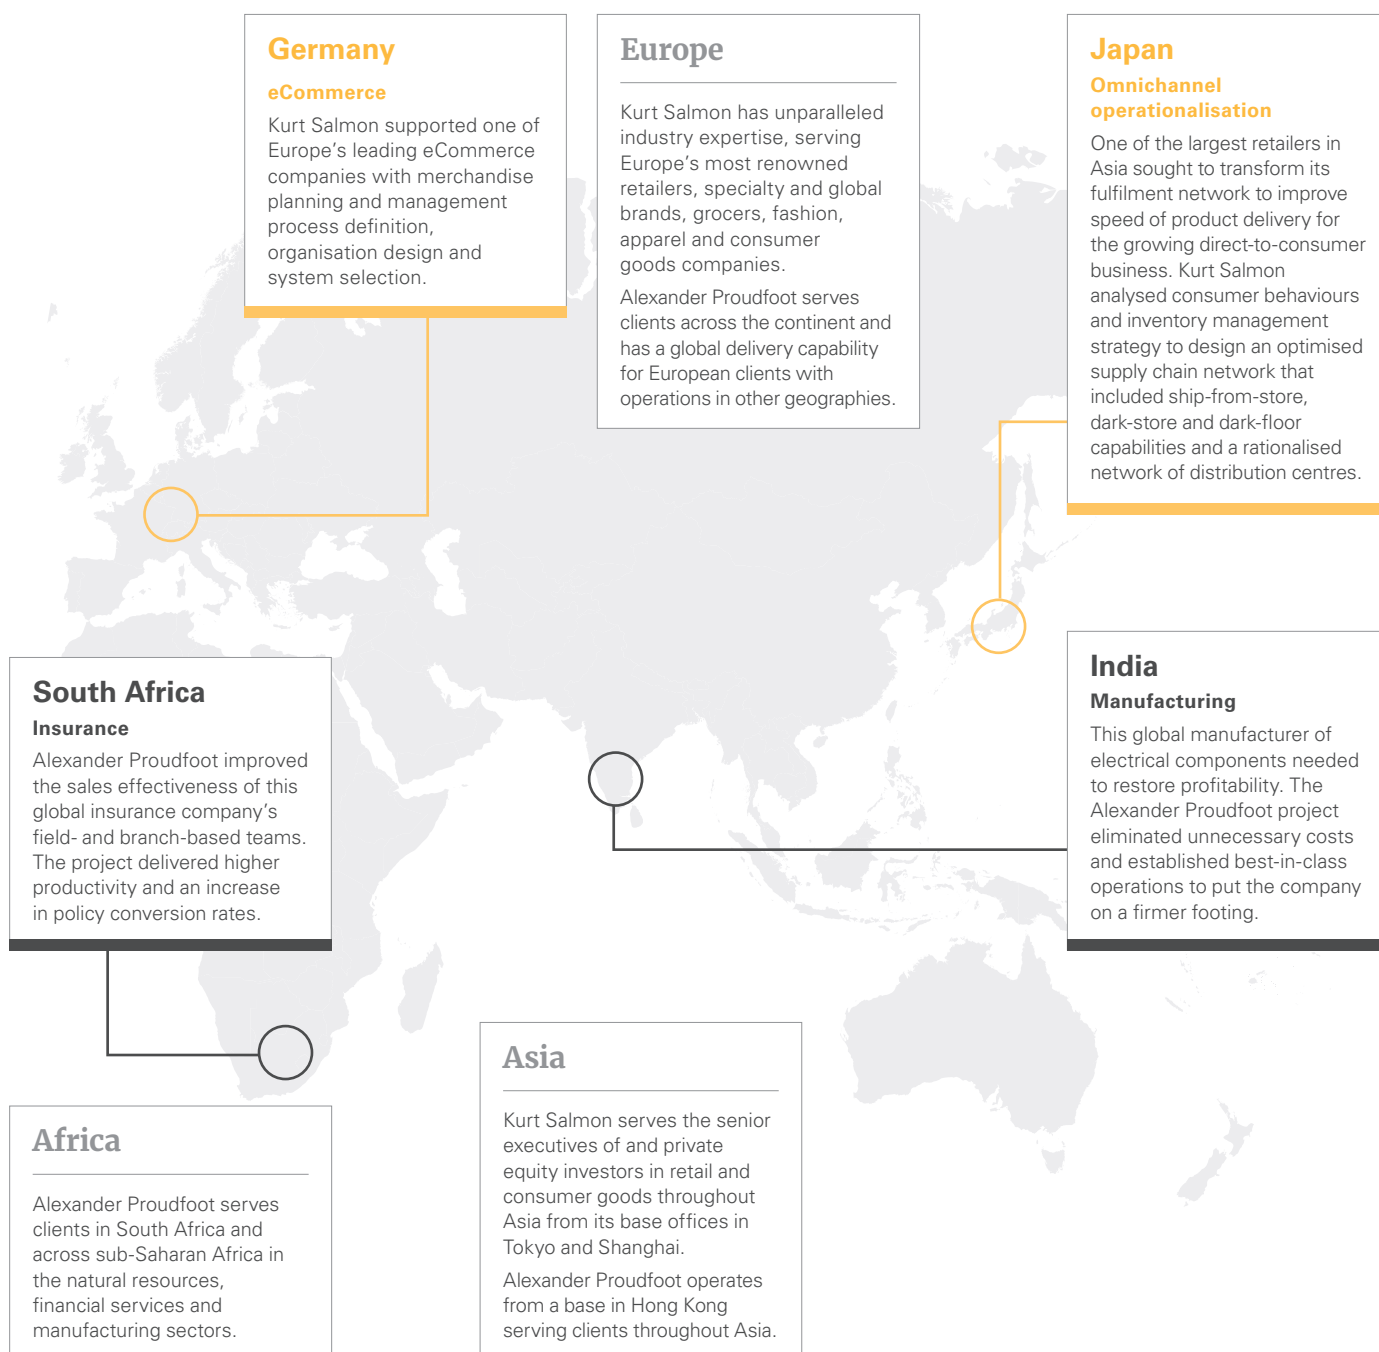 Germany
eCommerce
Kurt Salmon supported one of
Europe's leading eCommerce
companies with merchandise
planning and management
process definition,
organisation design and
system selection.
Europe
Kurt Salmon has unparalleled
industry expertise, serving
Europe's most renowned
retailers, specialty and global
brands, grocers, fashion,
apparel and consumer
goods companies.
Alexander Proudfoot serves
clients across the continent and
has a global delivery capability
for European clients with
operations in other geographies.
Japan
Omnichannel
operationalisation
One of the largest retailers in
Asia sought to transform its
fulfilment network to improve
speed of product delivery for
the growing direct-to-consumer
business. Kurt Salmon
analysed consumer behaviours
and inventory management
strategy to design an optimised
supply chain network that
included ship-from-store,
dark-store and dark-floor
capabilities and a rationalised
network of distribution centres.
South Africa
Insurance
Alexander Proudfoot improved
the sales effectiveness of this
global insurance company's
field- and branch-based teams.
The project delivered higher
productivity and an increase
in policy conversion rates.
India
Manufacturing
This global manufacturer of
electrical components needed
to restore profitability. The
Alexander Proudfoot project
eliminated unnecessary costs
and established best-in-class
operations to put the company
on a firmer footing.
Africa
Alexander Proudfoot serves
clients in South Africa and
across sub-Saharan Africa in
the natural resources,
financial services and
manufacturing sectors.
Asia
Kurt Salmon serves the senior
executives of and private
equity investors in retail and
consumer goods throughout
Asia from its base offices in
Tokyo and Shanghai.
Alexander Proudfoot operates
from a base in Hong Kong
serving clients throughout Asia.